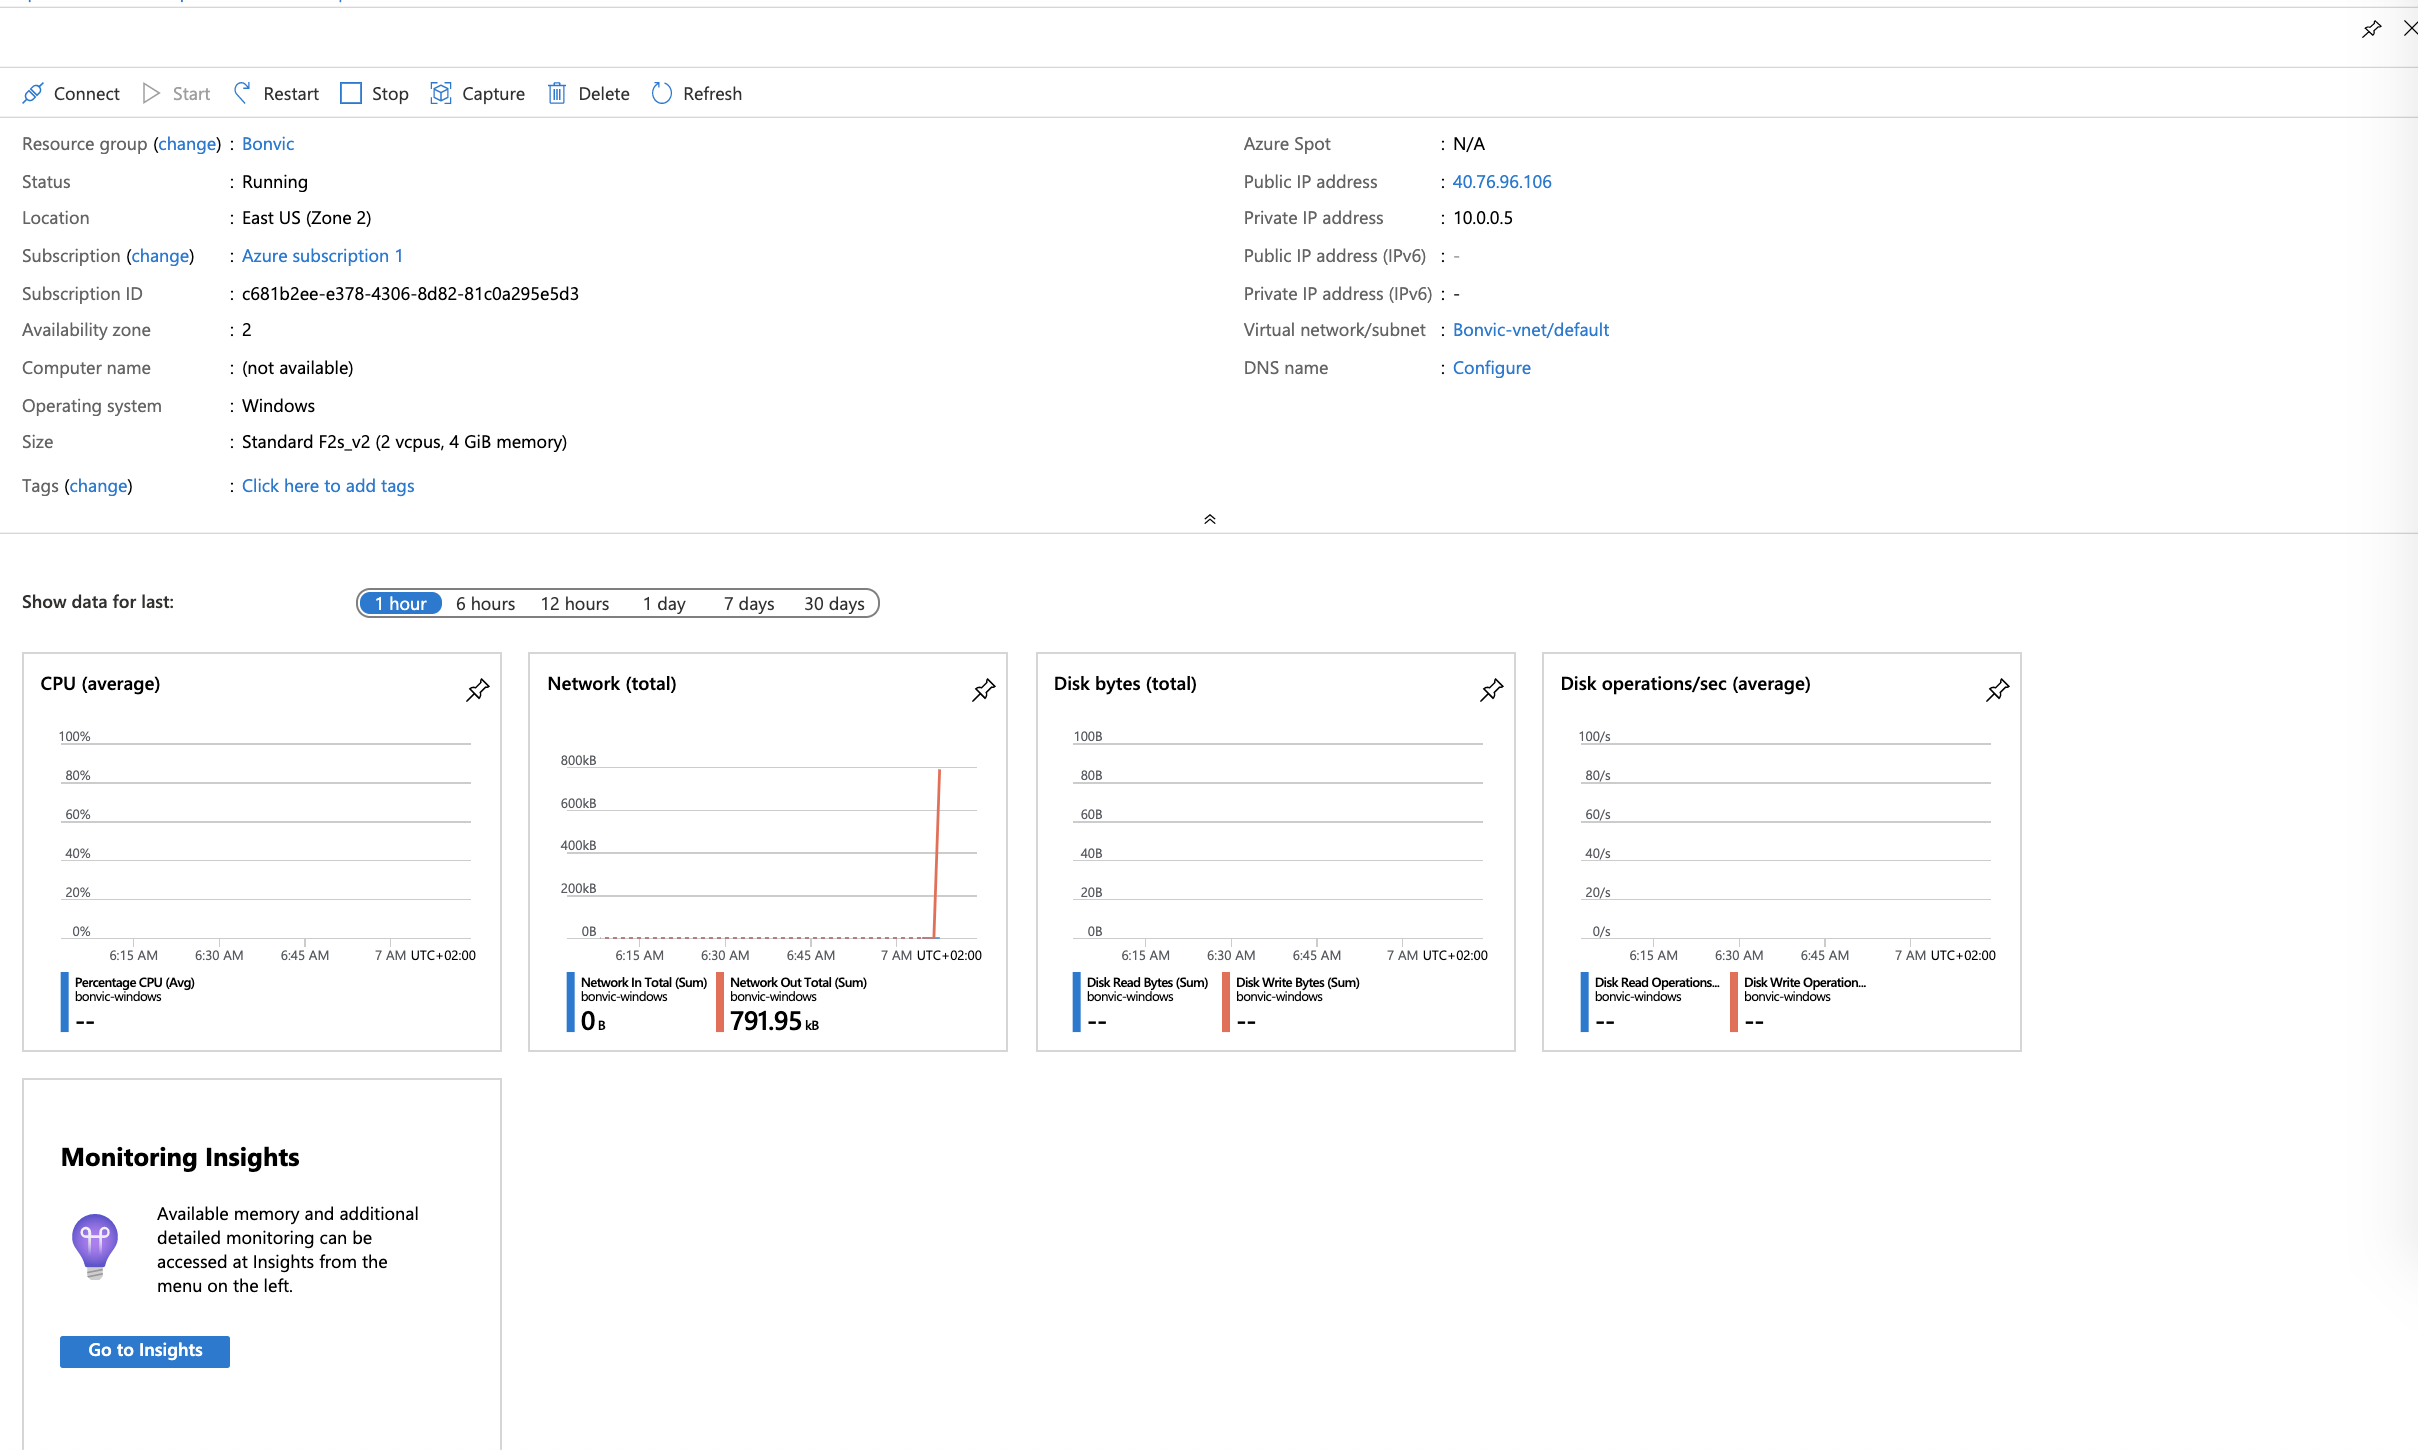 Connect Start Restart Stop Capture Delete Refresh
Resource group (change) : Bonvic
Status : Running
Location : East US (Zone 2)
Subscription (change) : Azure subscription 1
Subscription ID : c681b2ee-e378-4306-8d82-81c0a295e5d3
Availability zone : 2
Computer name : (not available)
Operating system : Windows
Size : Standard F2s_v2 (2 vcpus, 4 GiB memory)
Tags (change) : Click here to add tags
Azure Spot : N/A
Public IP address : 40.76.96.106
Private IP address : 10.0.0.5
Public IP address (IPv6) : -
Private IP address (IPv6) : -
Virtual network/subnet : Bonvic-vnet/default
DNS name : Configure
Show data for last: 1 hour 6 hours 12 hours 1 day 7 days 30 days
CPU (average)
100%
80%
60%
40%
20%
0%
6:15 AM 6:30 AM 6:45 AM 7 AM UTC+02:00
Percentage CPU (Avg)
bonvic-windows
--
Network (total)
800kB
600kB
400kB
200kB
0B
6:15 AM 6:30 AM 6:45 AM 7 AM UTC+02:00
Network In Total (Sum)
bonvic-windows
0 B
Network Out Total (Sum)
bonvic-windows
791.95 kB
Disk bytes (total)
100B
80B
60B
40B
20B
0B
6:15 AM 6:30 AM 6:45 AM 7 AM UTC+02:00
Disk Read Bytes (Sum)
bonvic-windows
--
Disk Write Bytes (Sum)
bonvic-windows
--
Disk operations/sec (average)
100/s
80/s
60/s
40/s
20/s
0/s
6:15 AM 6:30 AM 6:45 AM 7 AM UTC+02:00
Disk Read Operations...
bonvic-windows
--
Disk Write Operation...
bonvic-windows
--
Monitoring Insights
Available memory and additional
detailed monitoring can be
accessed at Insights from the
menu on the left.
Go to Insights